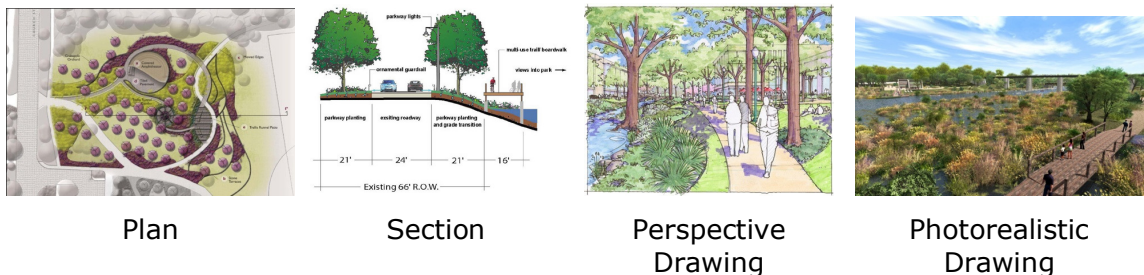 parkway lights
multi-use trail/ boardwalk
ornamental guardrail
views into park
parkway planting
exsiting roadway
parkway planting
and grade transition
21'
24'
21'
16'
Existing 66' R.O.W.
Plan
Section
Perspective
Drawing
Photorealistic
Drawing